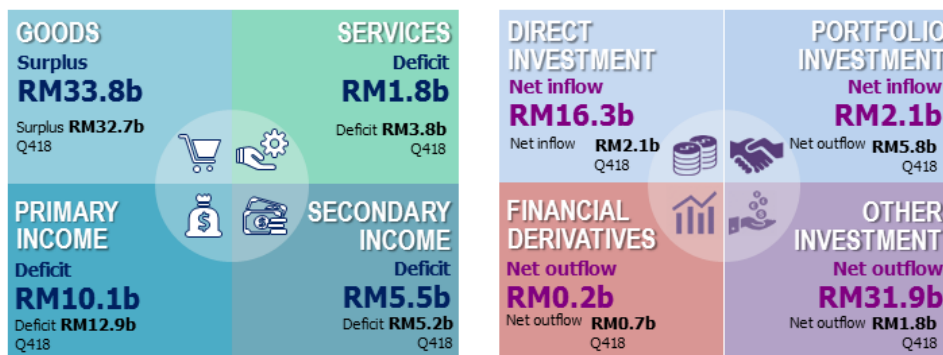 GOODS
Surplus
RM33.8b
Surplus RM32.7b
Q418
SERVICES
Deficit
RM1.8b
Deficit RM3.8b
Q418
PRIMARY
INCOME
Deficit
RM10.1b
Deficit RM12.9b
Q418
SECONDARY
INCOME
Deficit
RM5.5b
Deficit RM5.2b
Q418
DIRECT
INVESTMENT
Net inflow
RM16.3b
Net inflow RM2.1b
Q418
PORTFOLIO
INVESTMENT
Net inflow
RM2.1b
Net outflow RM5.8b
Q418
FINANCIAL
DERIVATIVES
Net outflow
RM0.2b
Net outflow RM0.7b
Q418
OTHER
INVESTMENT
Net outflow
RM31.9b
Net outflow RM1.8b
Q418